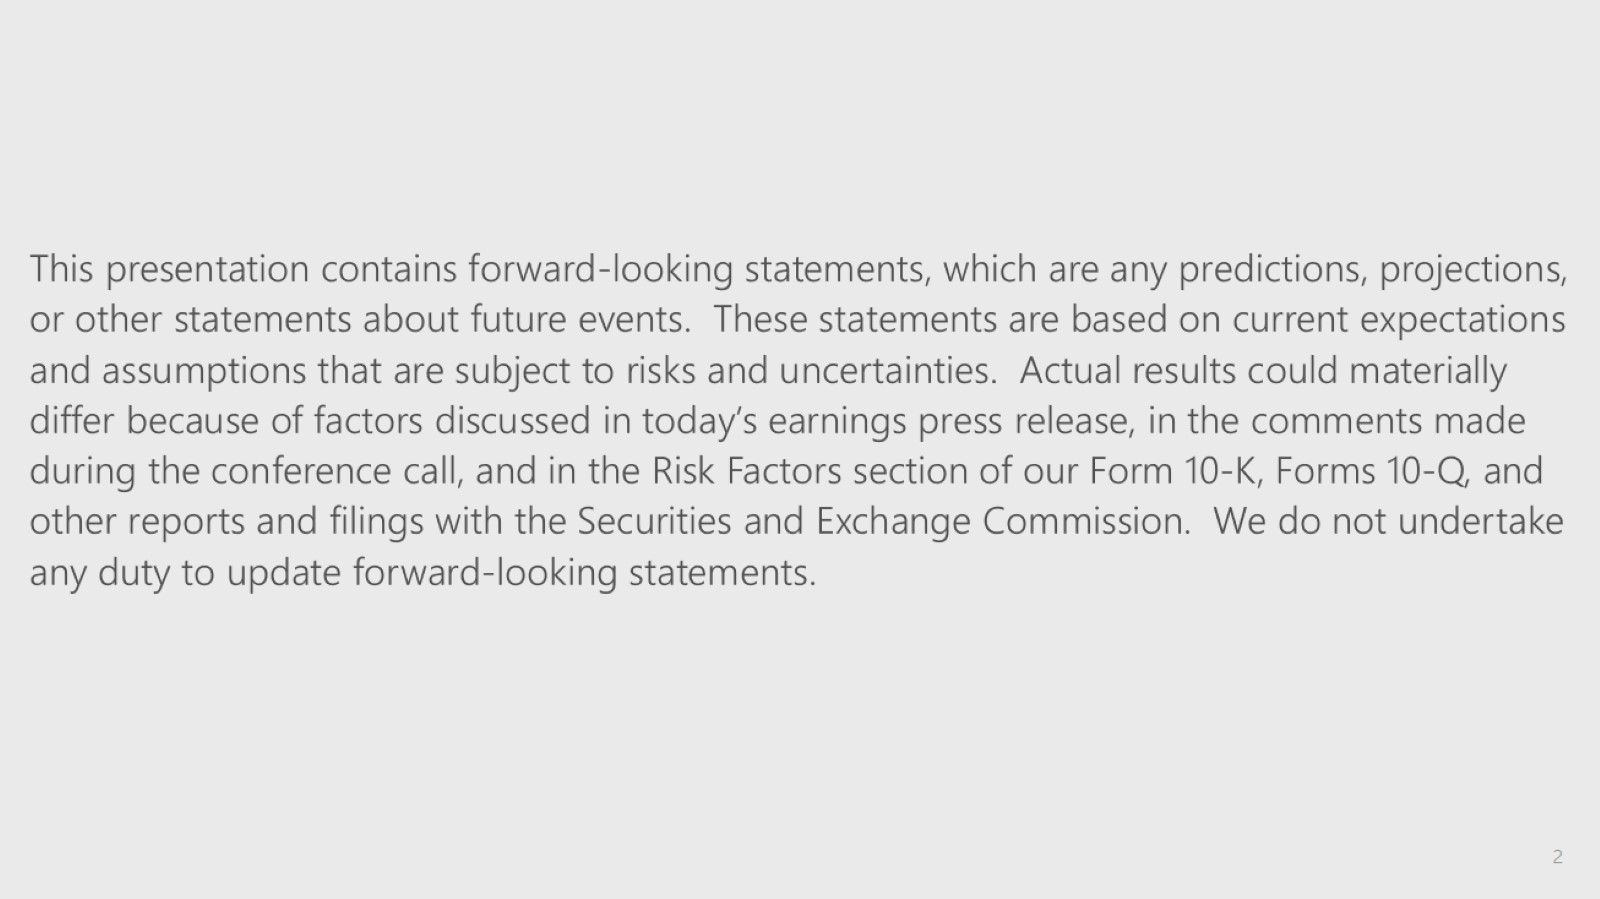 This presentation contains forward-looking statements, which are any predictions, projections,
or other statements about future events.  These statements are based on current expectations
and assumptions that are subject to risks and uncertainties.  Actual results could materially
differ because of factors discussed in today’s earnings press release, in the comments made
during the conference call, and in the Risk Factors section of our Form 10-K, Forms 10-Q, and
other reports and filings with the Securities and Exchange Commission.  We do not undertake
any duty to update forward-looking statements.
2